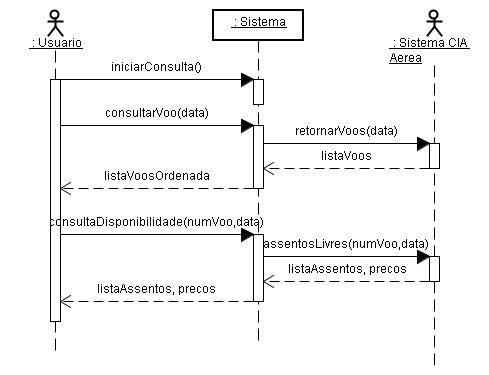 : Usuario
: Sistema
: Sistema CIA
Aerea
iniciarConsulta()
consultarVoo(data)
retornarVoos(data)
listaVoos
listaVoosOrdenada
consultaDisponibilidade(numVoo,data)
assentosLivres(numVoo,data)
listaAssentos, precos
listaAssentos, precos